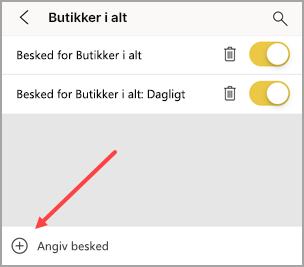 Butikker i alt
Besked for Butikker i alt
Besked for Butikker i alt: Dagligt
Angiv besked